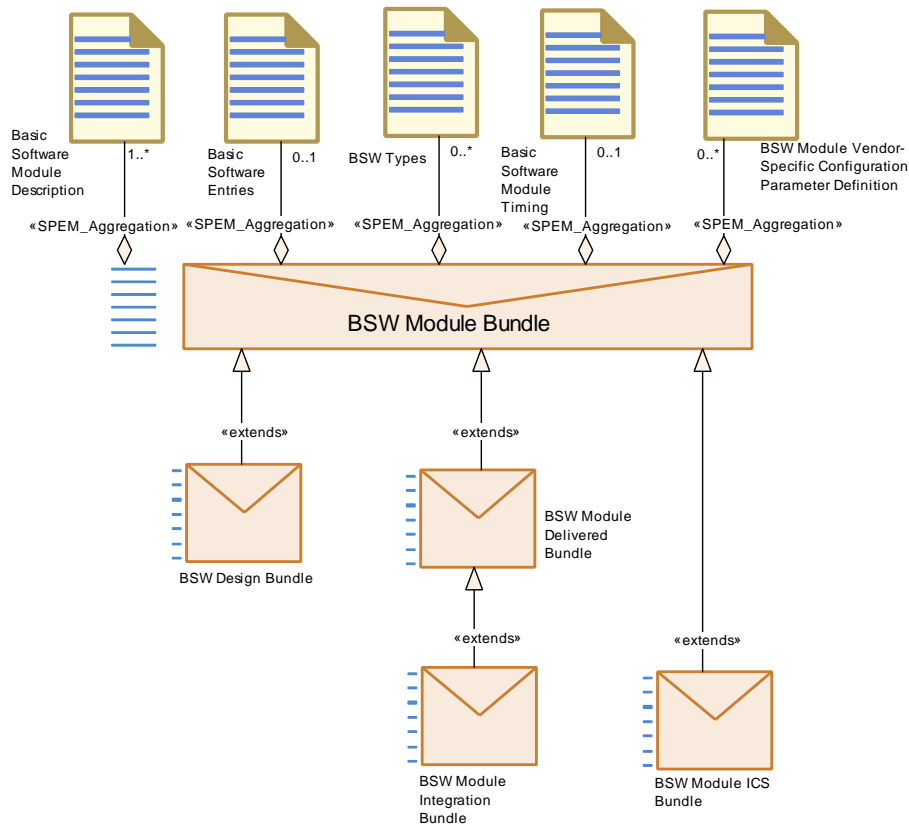 Basic
Software
Module
Description
1..*
Basic
Software
Entries
0..1
BSW Types
0..*
Basic
Software
Module
Timing
0..1
0..*
BSW Module Vendor-
Specific Configuration
Parameter Definition
«SPEM_Aggregation»
«SPEM_Aggregation»
«SPEM_Aggregation»
«SPEM_Aggregation»
«SPEM_Aggregation»
BSW Module Bundle
«extends»
«extends»
BSW Design Bundle
BSW Module
Delivered
Bundle
«extends»
«extends»
BSW Module
Integration
Bundle
BSW Module ICS
Bundle